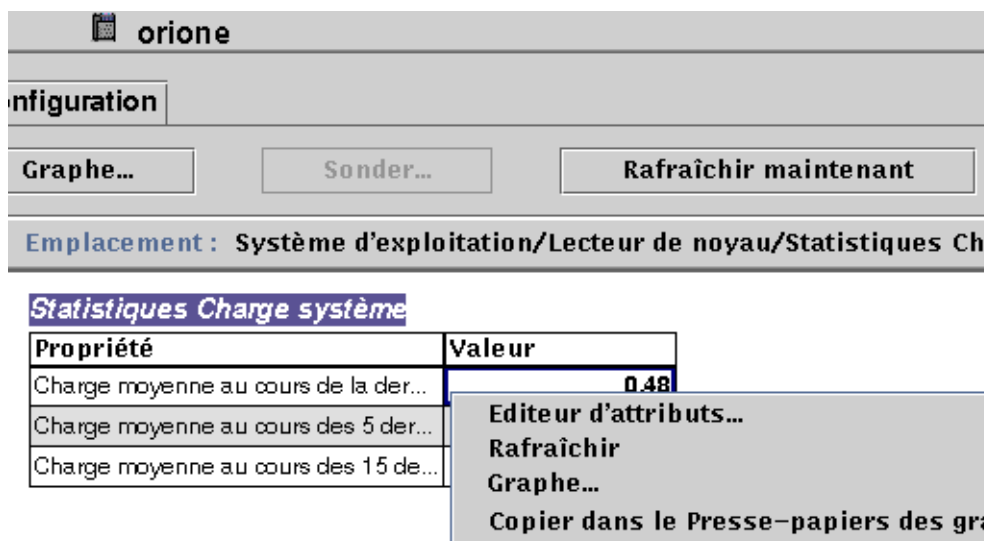 orione
nfiguration
Graphe... Sonder... Rafraîchir maintenant
Emplacement : Système d'exploitation/Lecteur de noyau/Statistiques Ch
Statistiques Charge système
Propriété Valeur
Charge moyenne au cours de la der... 0.48
Charge moyenne au cours des 5 der...
Charge moyenne au cours des 15 de...
Editeur d'attributs...
Rafraîchir
Graphe...
Copier dans le Presse-papiers des gra